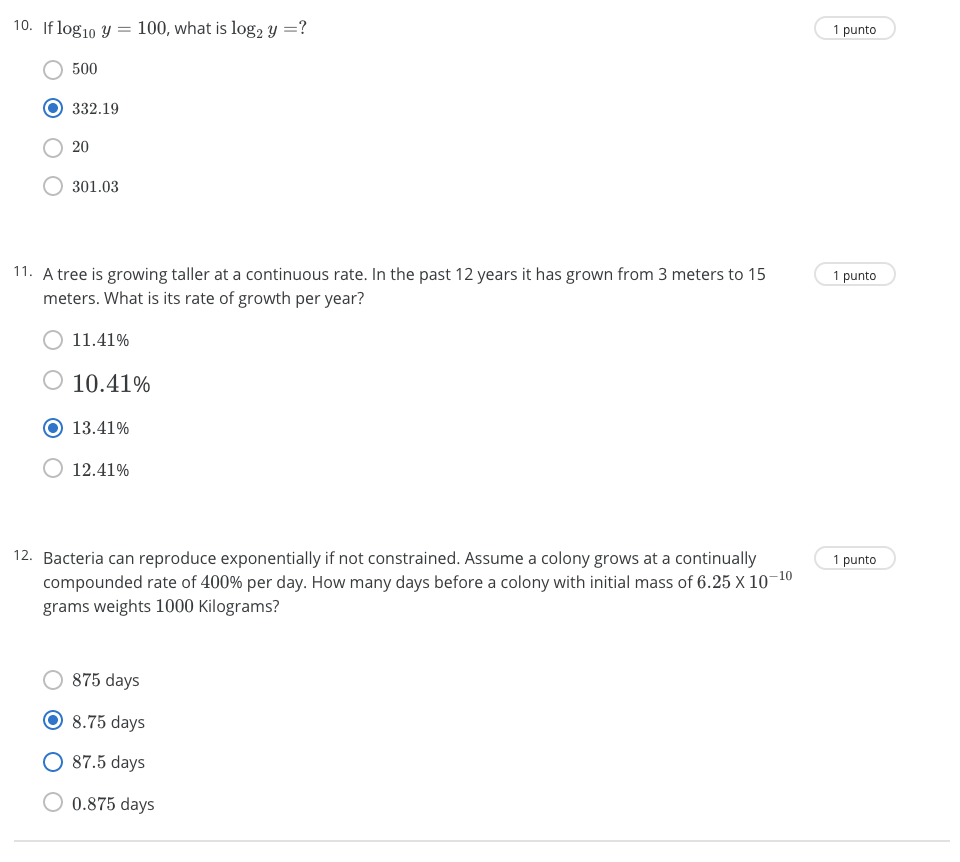 10. If log₁₀ y = 100, what is log₂ y =?
1 punto
500
332.19
20
301.03
11. A tree is growing taller at a continuous rate. In the past 12 years it has grown from 3 meters to 15
meters. What is its rate of growth per year?
1 punto
11.41%
10.41%
13.41%
12.41%
12. Bacteria can reproduce exponentially if not constrained. Assume a colony grows at a continually
compounded rate of 400% per day. How many days before a colony with initial mass of 6.25 X 10⁻¹⁰
grams weights 1000 Kilograms?
1 punto
875 days
8.75 days
87.5 days
0.875 days